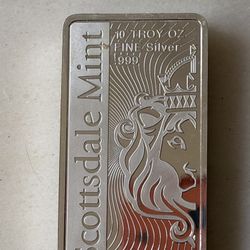 10 TROY OZ
FINE Silver
.999
Scottsdale Mint